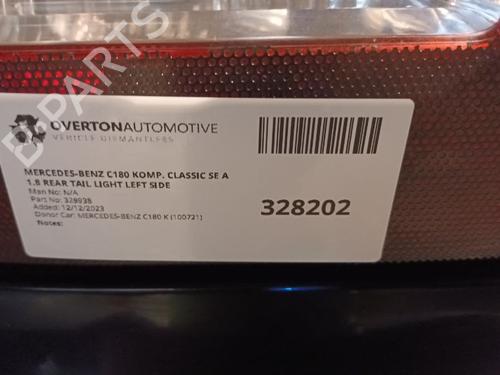 B-PARTS
OVERTONAUTOMOTIVE
VEHICLE DISMANTLERS
MERCEDES-BENZ C180 KOMP. CLASSIC SE A
1.8 REAR TAIL LIGHT LEFT SIDE
Man No: N/A
Part No: 328938
Added: 12/12/2023
Donor Car: MERCEDES-BENZ C180 K (100721)
Notes:
328202